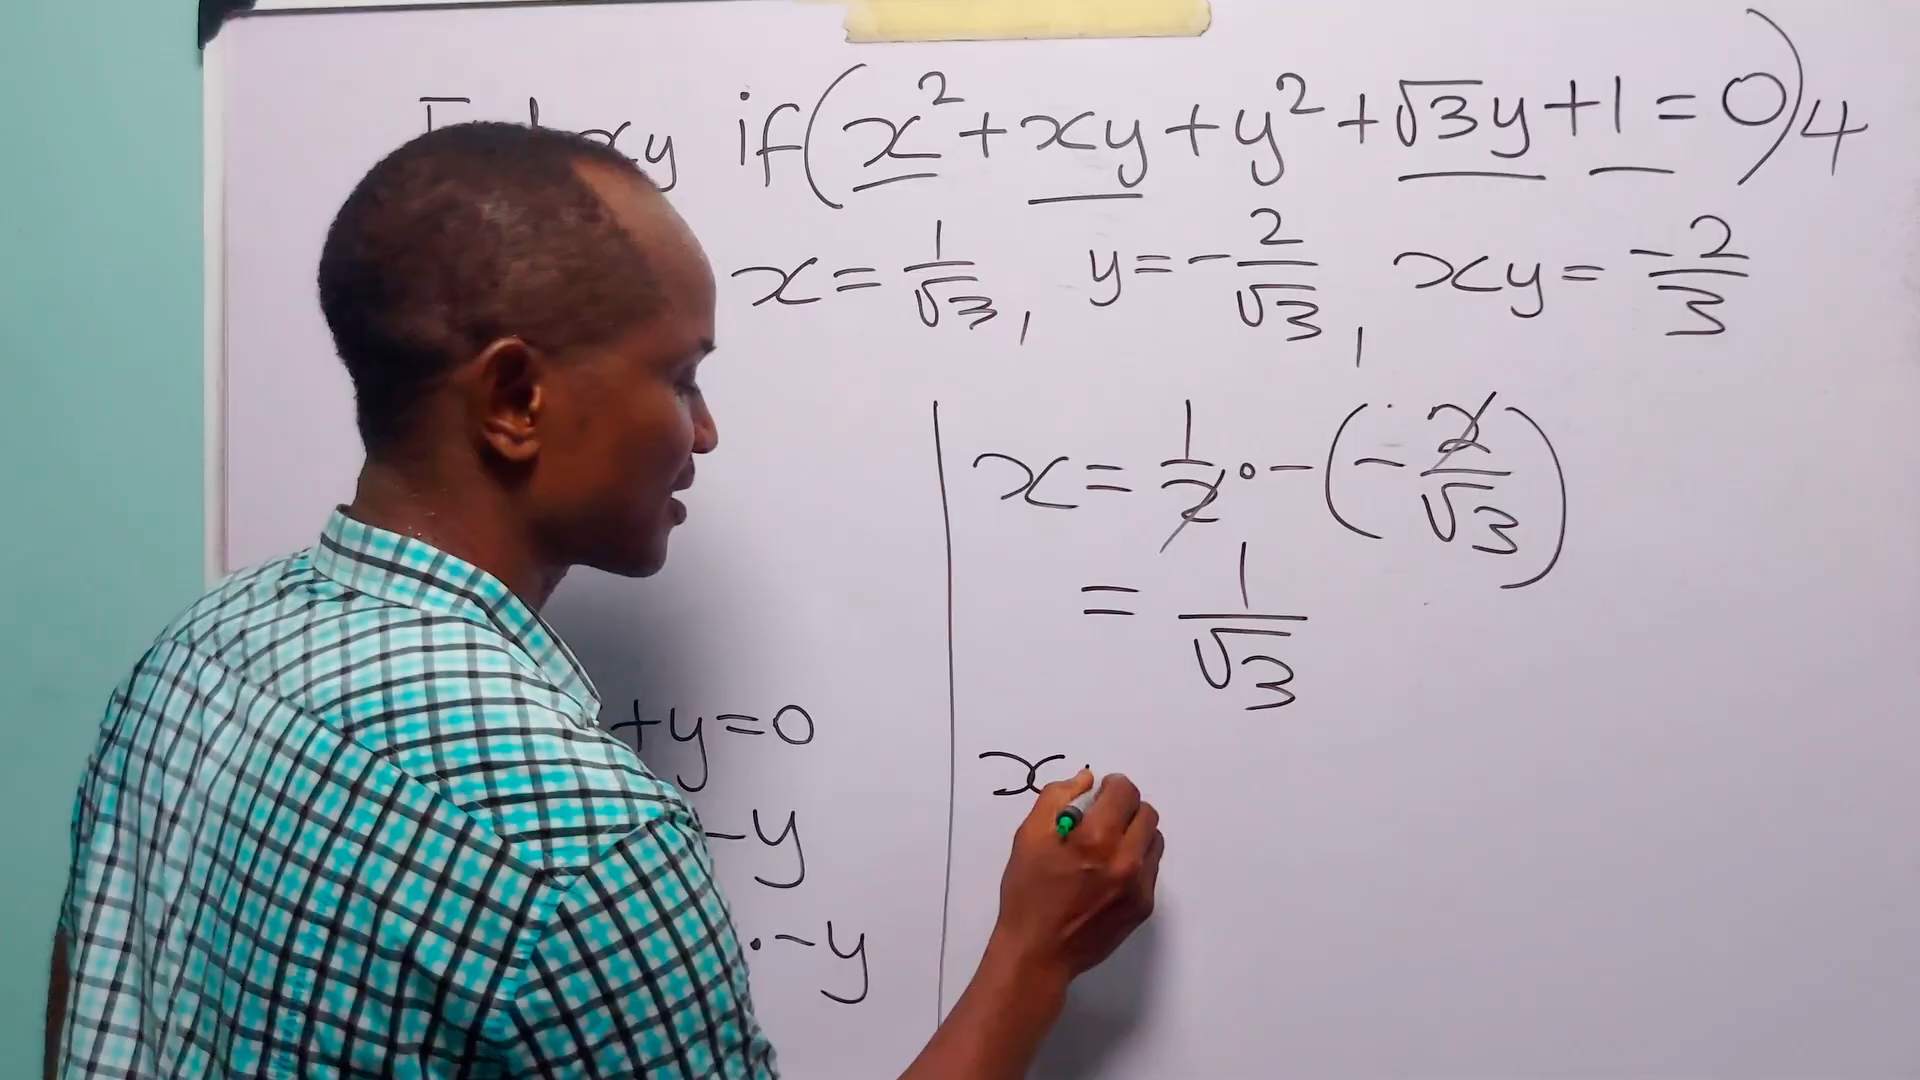 xy if (x² + xy + y² + √3y + 1 = 0)4
x = 1/√3, y = -2/√3, xy = -2/3
+y = 0
-y
·-y
x = 1/2 · -(-2/√3)
= 1/√3
x